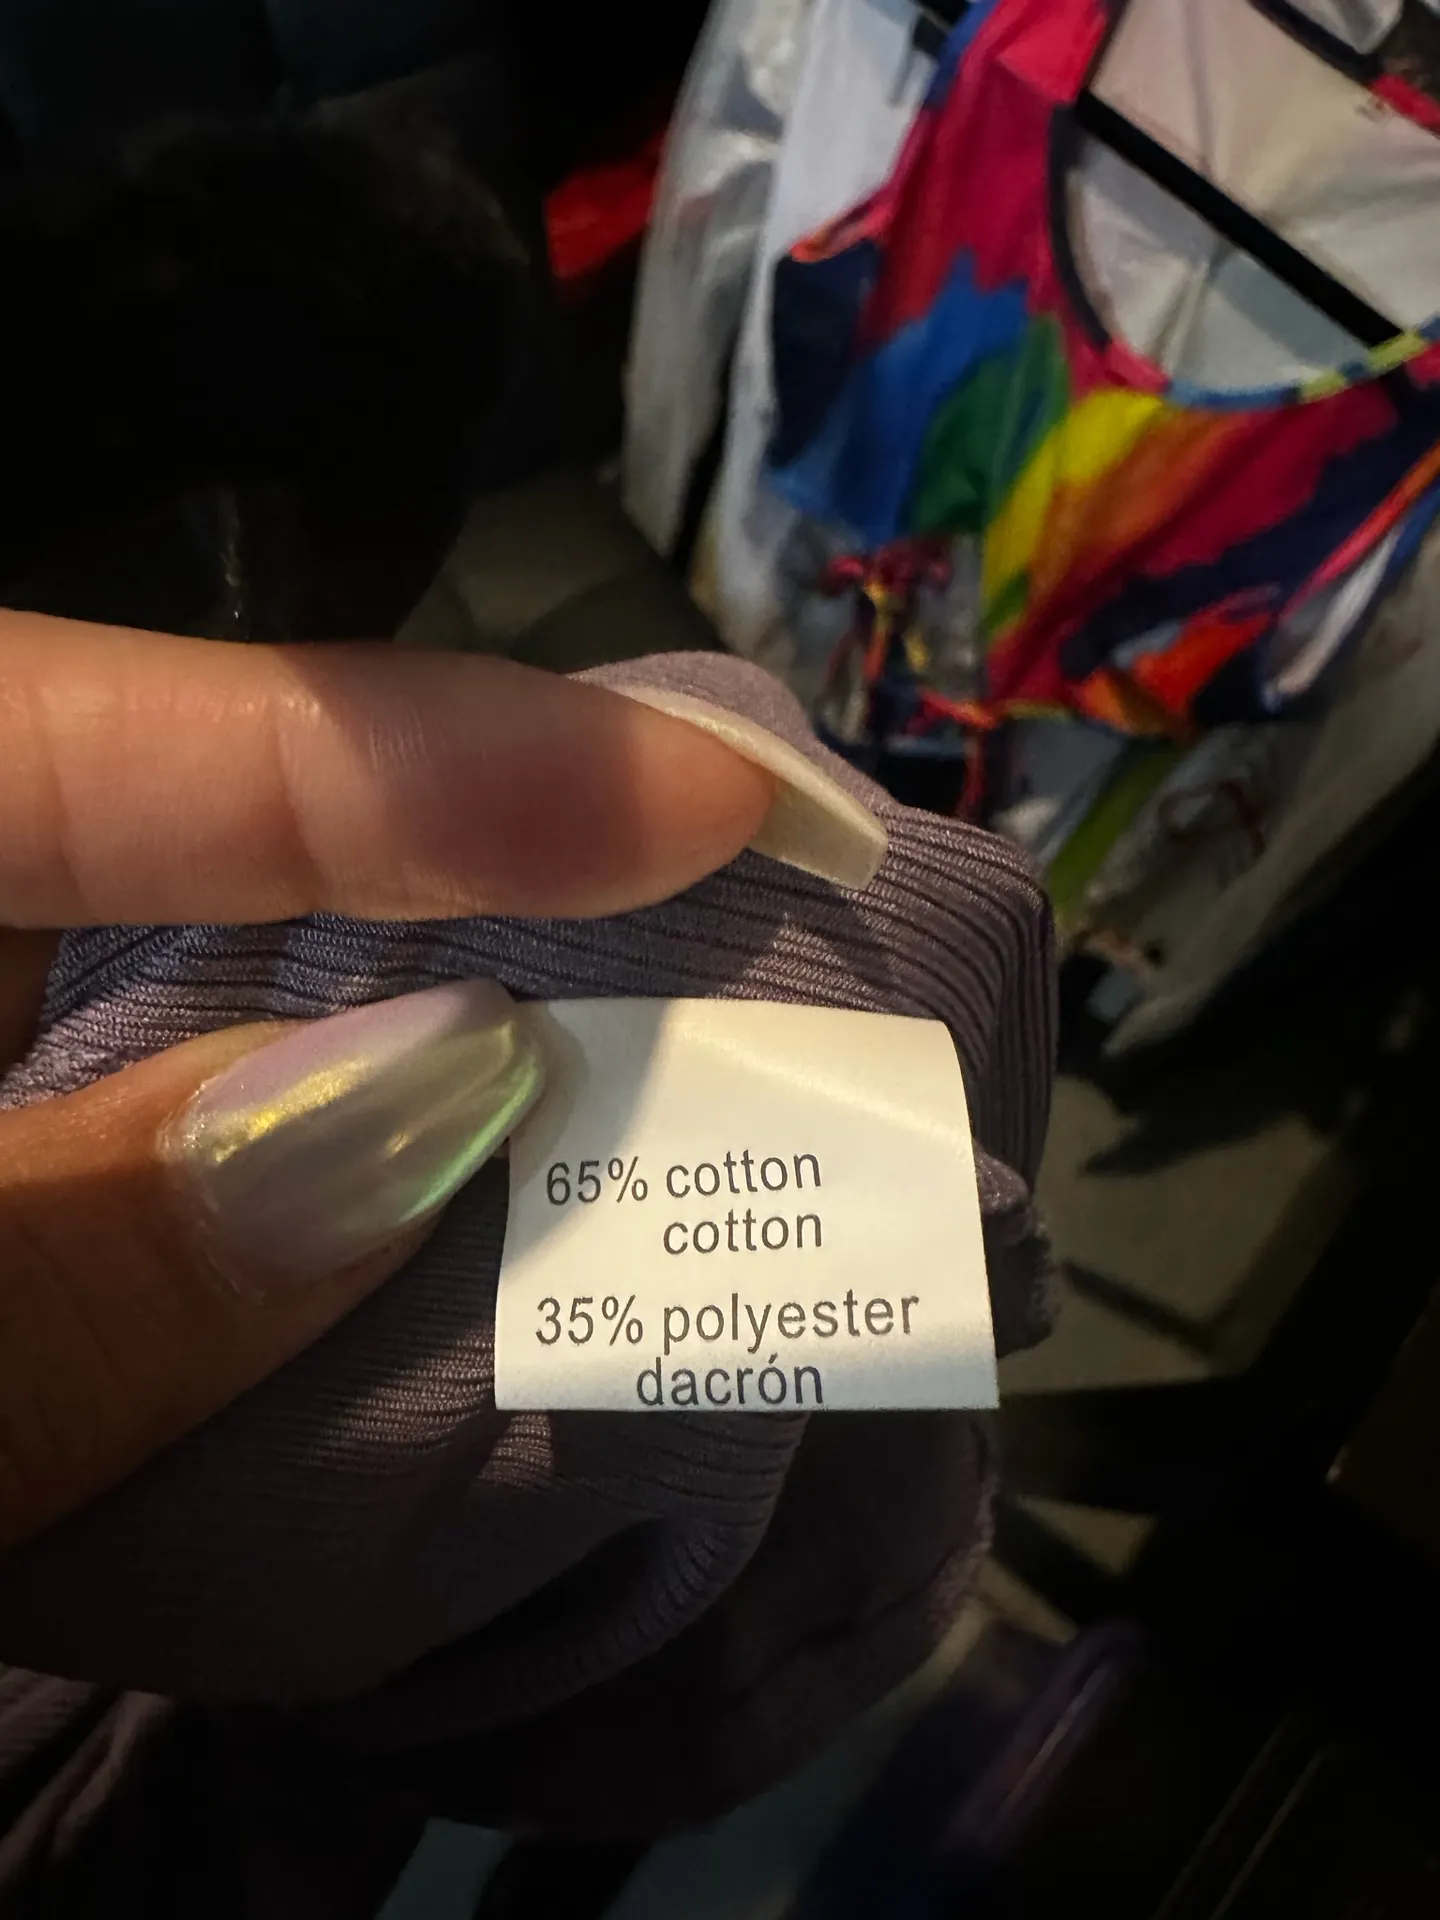 65% cotton
cotton
35% polyester
dacrón